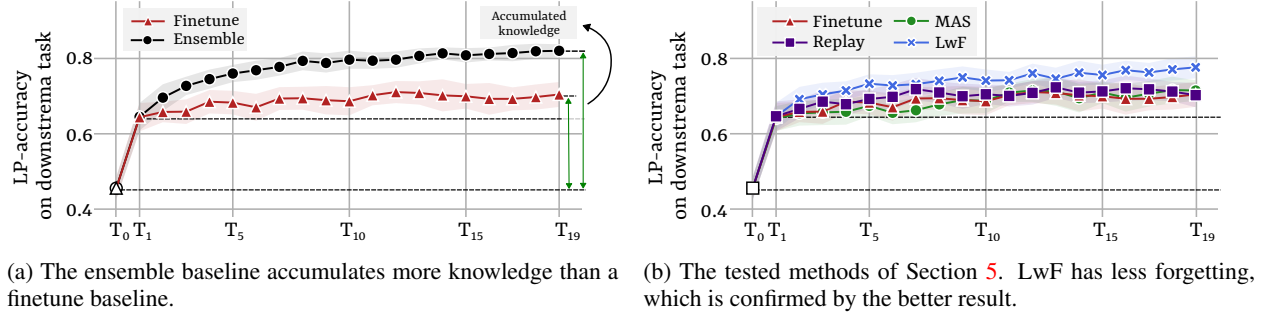 LP-accuracy
on downstrema task
0.8
0.6
0.4
Finetune
Ensemble
Accumulated
knowledge
T0 T1 T5 T10 T15 T19
(a) The ensemble baseline accumulates more knowledge than a
finetune baseline.
LP-accuracy
on downstrema task
0.8
0.6
0.4
Finetune MAS
Replay LwF
T0 T1 T5 T10 T15 T19
(b) The tested methods of Section 5. LwF has less forgetting,
which is confirmed by the better result.